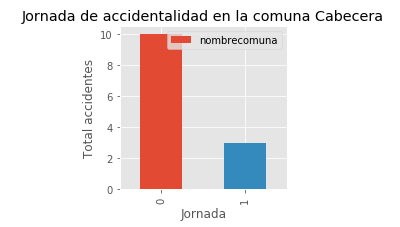 Jornada de accidentalidad en la comuna Cabecera
10
8
6
4
2
0
Total accidentes
nombrecomuna
0
1
Jornada